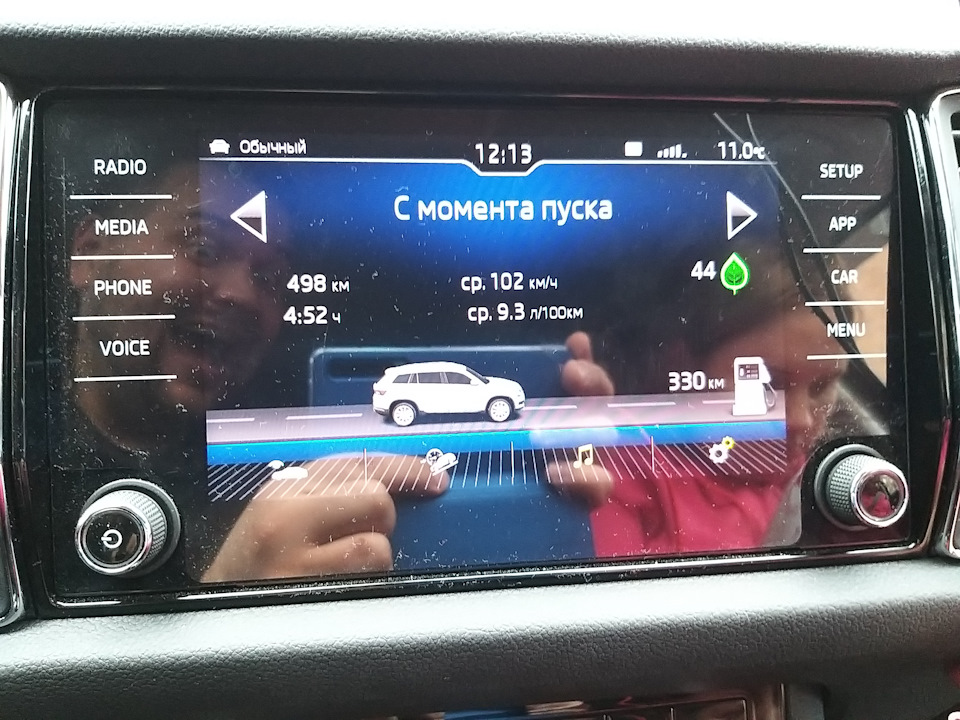 RADIO
MEDIA
PHONE
VOICE
Обычный
12:13
11.0°C
С момента пуска
498 км
ср. 102 км/ч
44
4:52 ч
ср. 9.3 л/100км
330 км
SETUP
APP
CAR
MENU